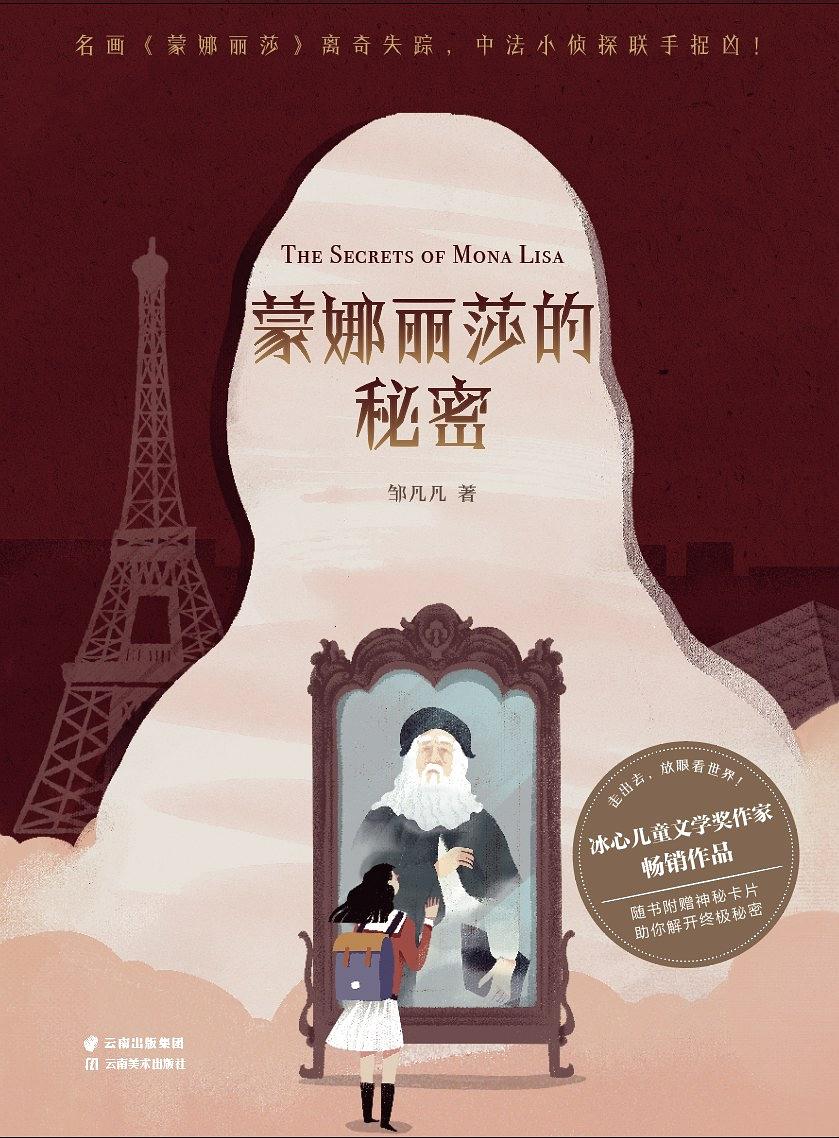 名画《蒙娜丽莎》离奇失踪，中法小侦探联手捉凶！
THE SECRETS OF MONA LISA
蒙娜丽莎的
秘密
邹凡凡 著
走出去，放眼看世界！
冰心儿童文学奖作家
畅销作品
随书附赠神秘卡片
助你解开终极秘密
云南出版集团
云南美术出版社